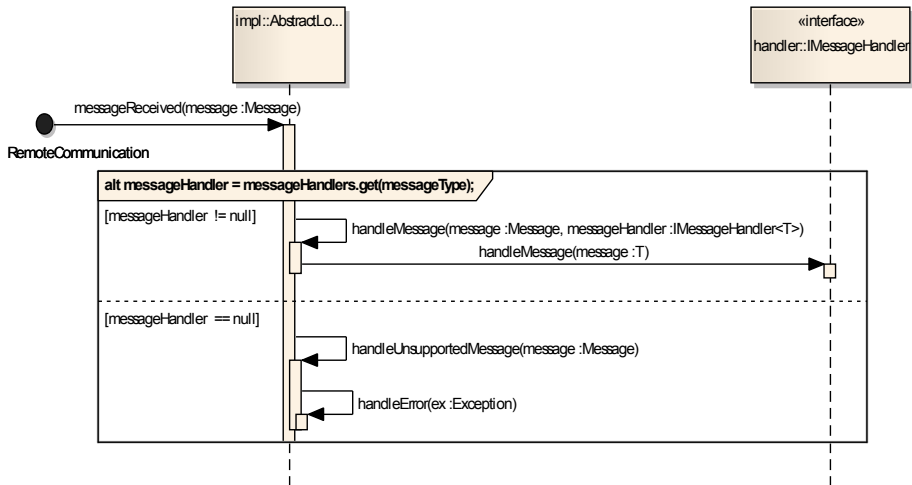 impl::AbstractLo...
«interface»
handler::IMessageHandler
messageReceived(message :Message)
RemoteCommunication
alt messageHandler = messageHandlers.get(messageType);
[messageHandler != null]
handleMessage(message :Message, messageHandler :IMessageHandler<T>)
handleMessage(message :T)
[messageHandler == null]
handleUnsupportedMessage(message :Message)
handleError(ex :Exception)